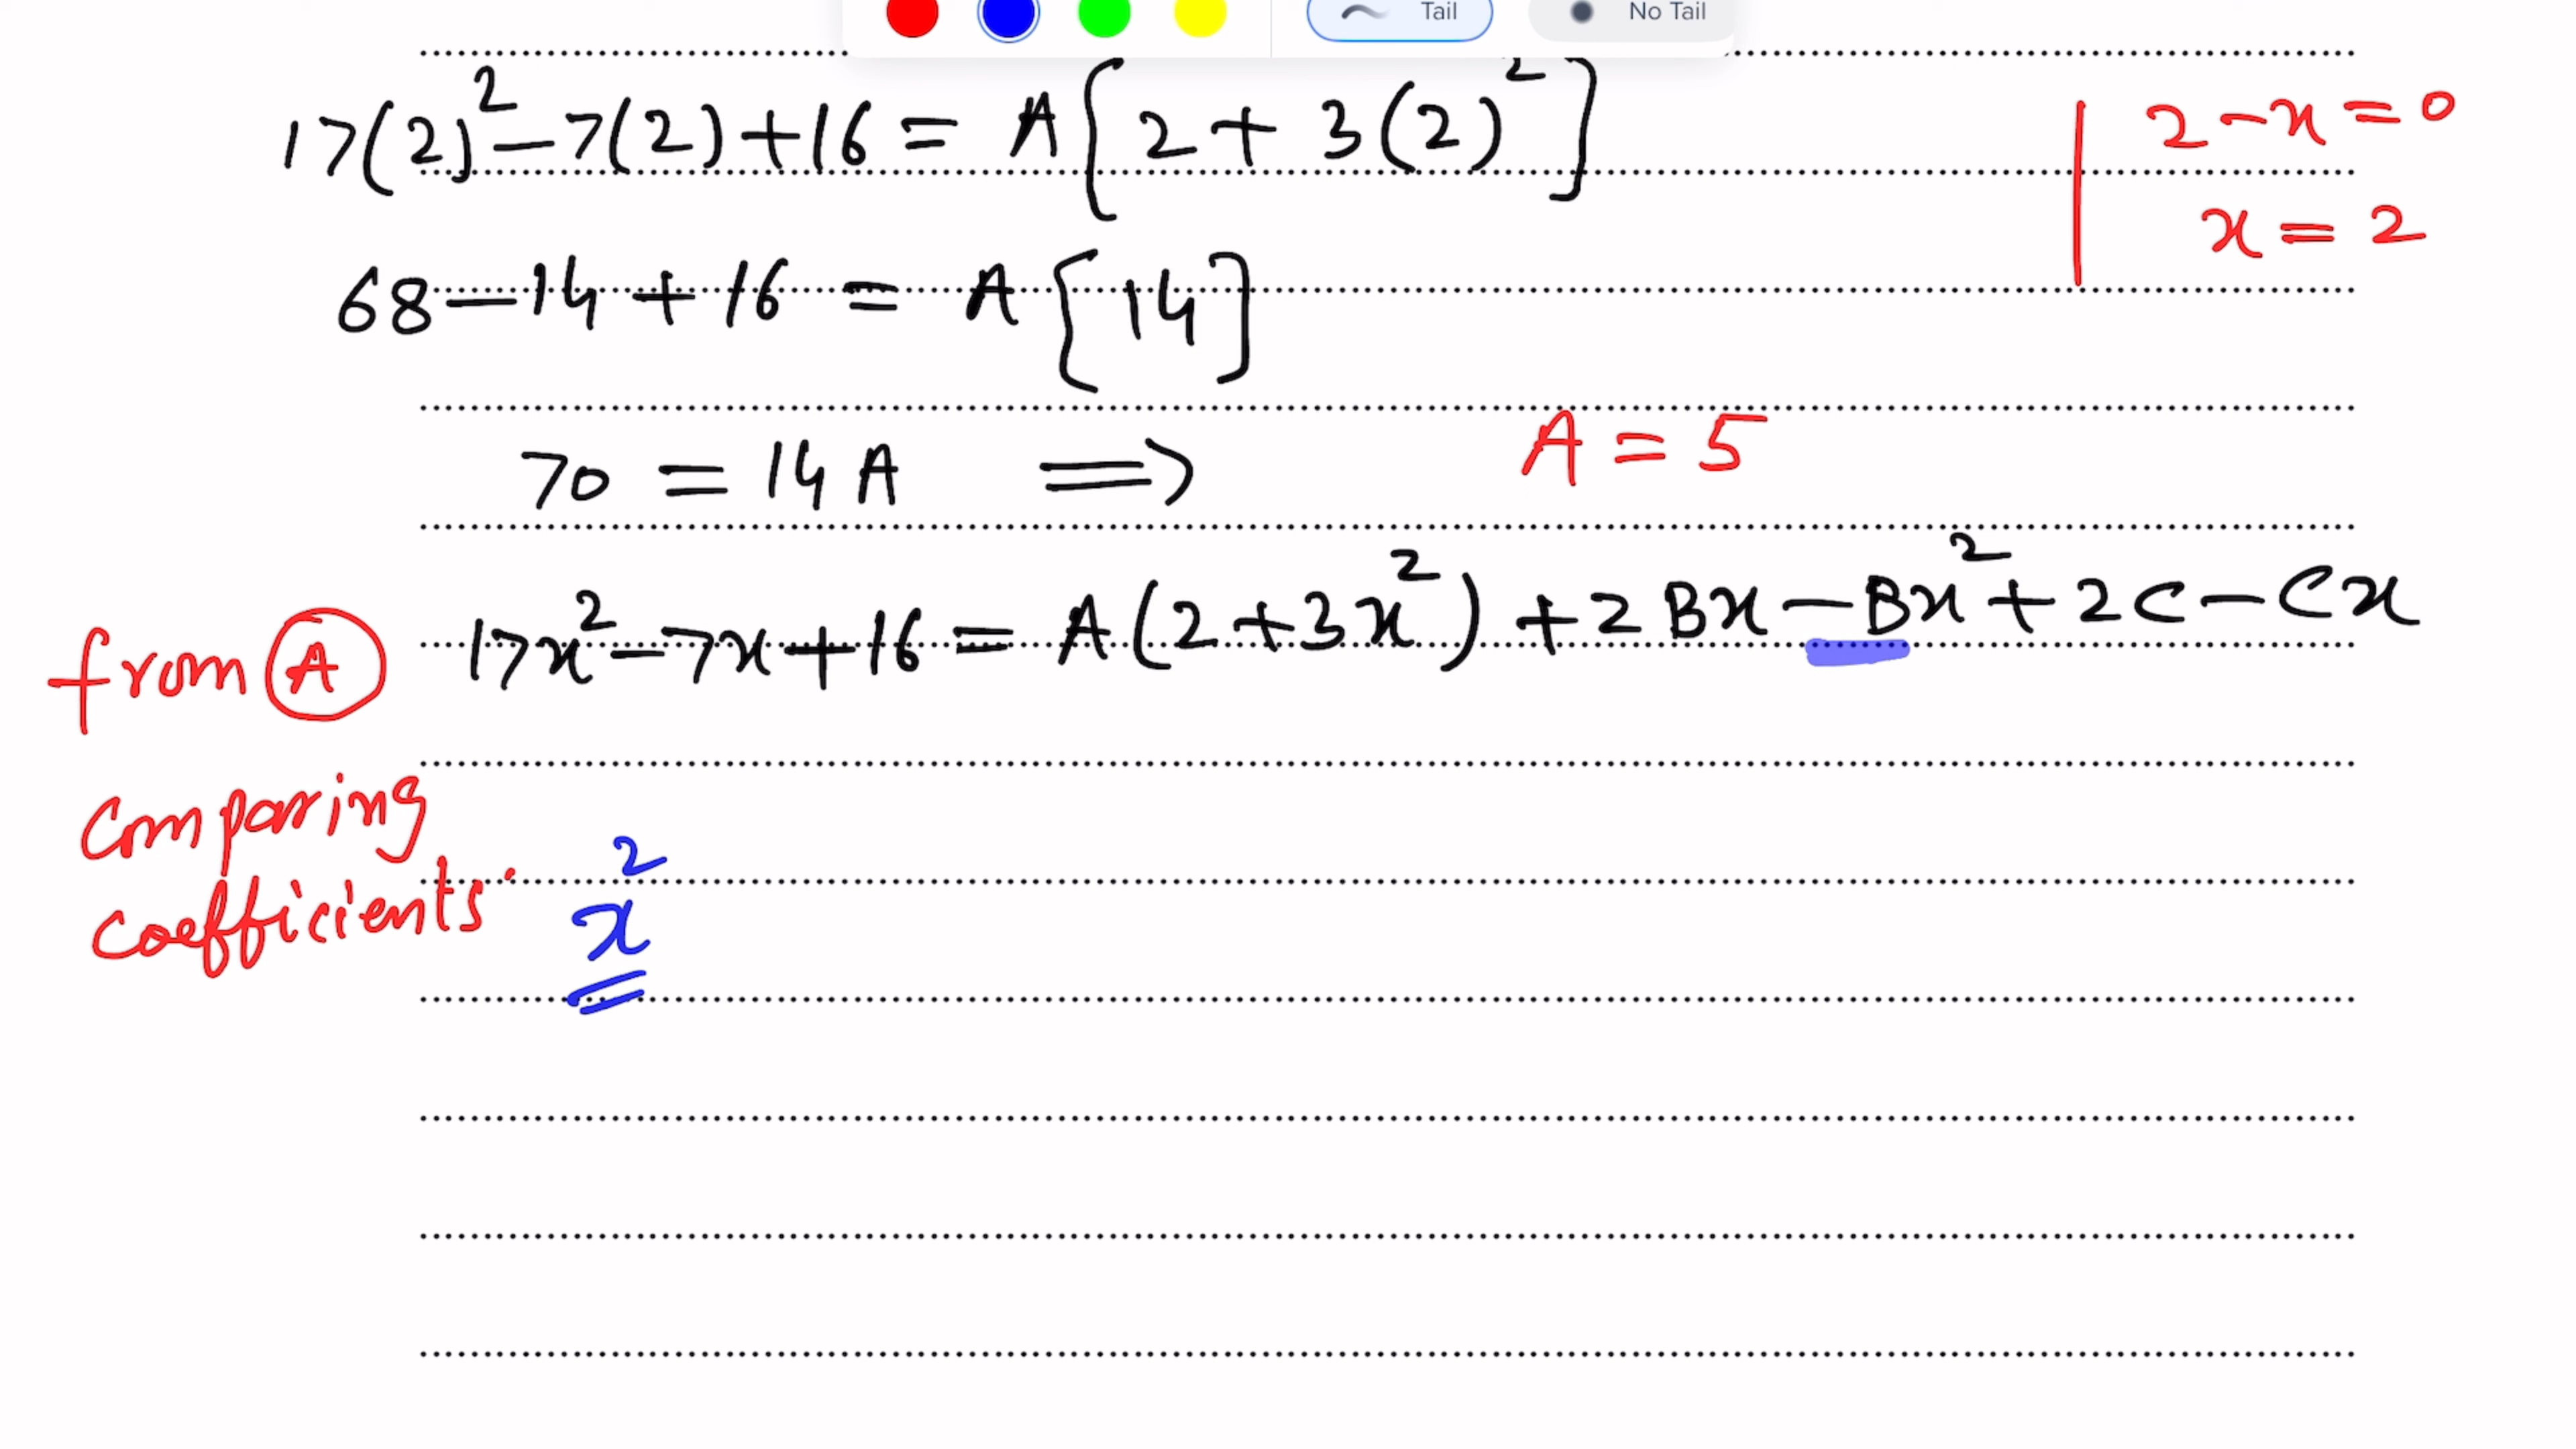 Tail No Tail
17(2)² − 7(2) + 16 = A[2 + 3(2)²]
2 − x = 0
x = 2
68 − 14 + 16 = A[14]
70 = 14A ⟹ A = 5
from Ⓐ 17x² − 7x + 16 = A(2 + 3x²) + 2Bx − Bx² + 2C − Cx
Comparing
coefficients.
x²